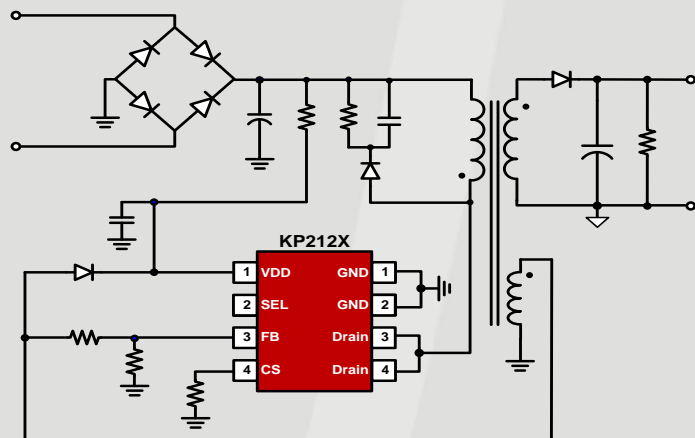 KP212X
1 VDD GND 1
2 SEL GND 2
3 FB Drain 3
4 CS Drain 4